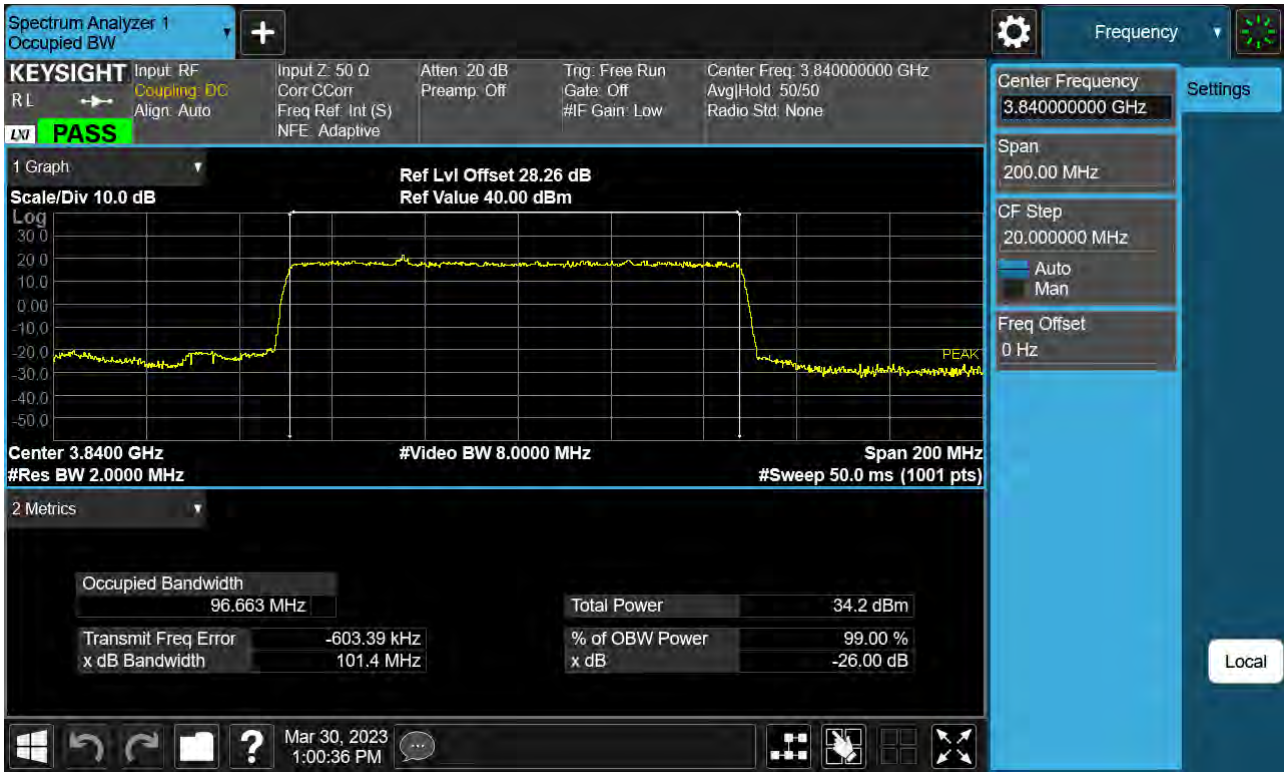 Spectrum Analyzer 1
Occupied BW
+
Frequency
KEYSIGHT
RL
LXI
PASS
Input: RF
Coupling: DC
Align: Auto
Input Z: 50 Ω
Corr CCorr
Freq Ref: Int (S)
NFE: Adaptive
Atten: 20 dB
Preamp: Off
Trig: Free Run
Gate: Off
#IF Gain: Low
Center Freq: 3.840000000 GHz
Avg|Hold: 50/50
Radio Std: None
Center Frequency
3.840000000 GHz
Settings
Span
200.00 MHz
CF Step
20.000000 MHz
Auto
Man
Freq Offset
0 Hz
1 Graph
Scale/Div 10.0 dB
Ref Lvl Offset 28.26 dB
Ref Value 40.00 dBm
Log
30.0
20.0
10.0
0.00
-10.0
-20.0
-30.0
-40.0
-50.0
PEAK
Center 3.8400 GHz
#Video BW 8.0000 MHz
Span 200 MHz
#Res BW 2.0000 MHz
#Sweep 50.0 ms (1001 pts)
2 Metrics
Occupied Bandwidth
96.663 MHz
Total Power 34.2 dBm
Transmit Freq Error -603.39 kHz
% of OBW Power 99.00 %
x dB Bandwidth 101.4 MHz
x dB -26.00 dB
Local
?
Mar 30, 2023
1:00:36 PM